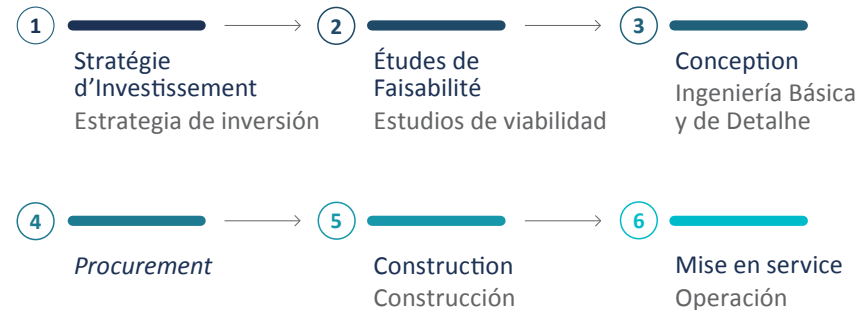 1
Stratégie
d’Investissement
Estrategia de inversión
2
Études de
Faisabilité
Estudios de viabilidad
3
Conception
Ingeniería Básica
y de Detalhe
4
Procurement
5
Construction
Construcción
6
Mise en service
Operación